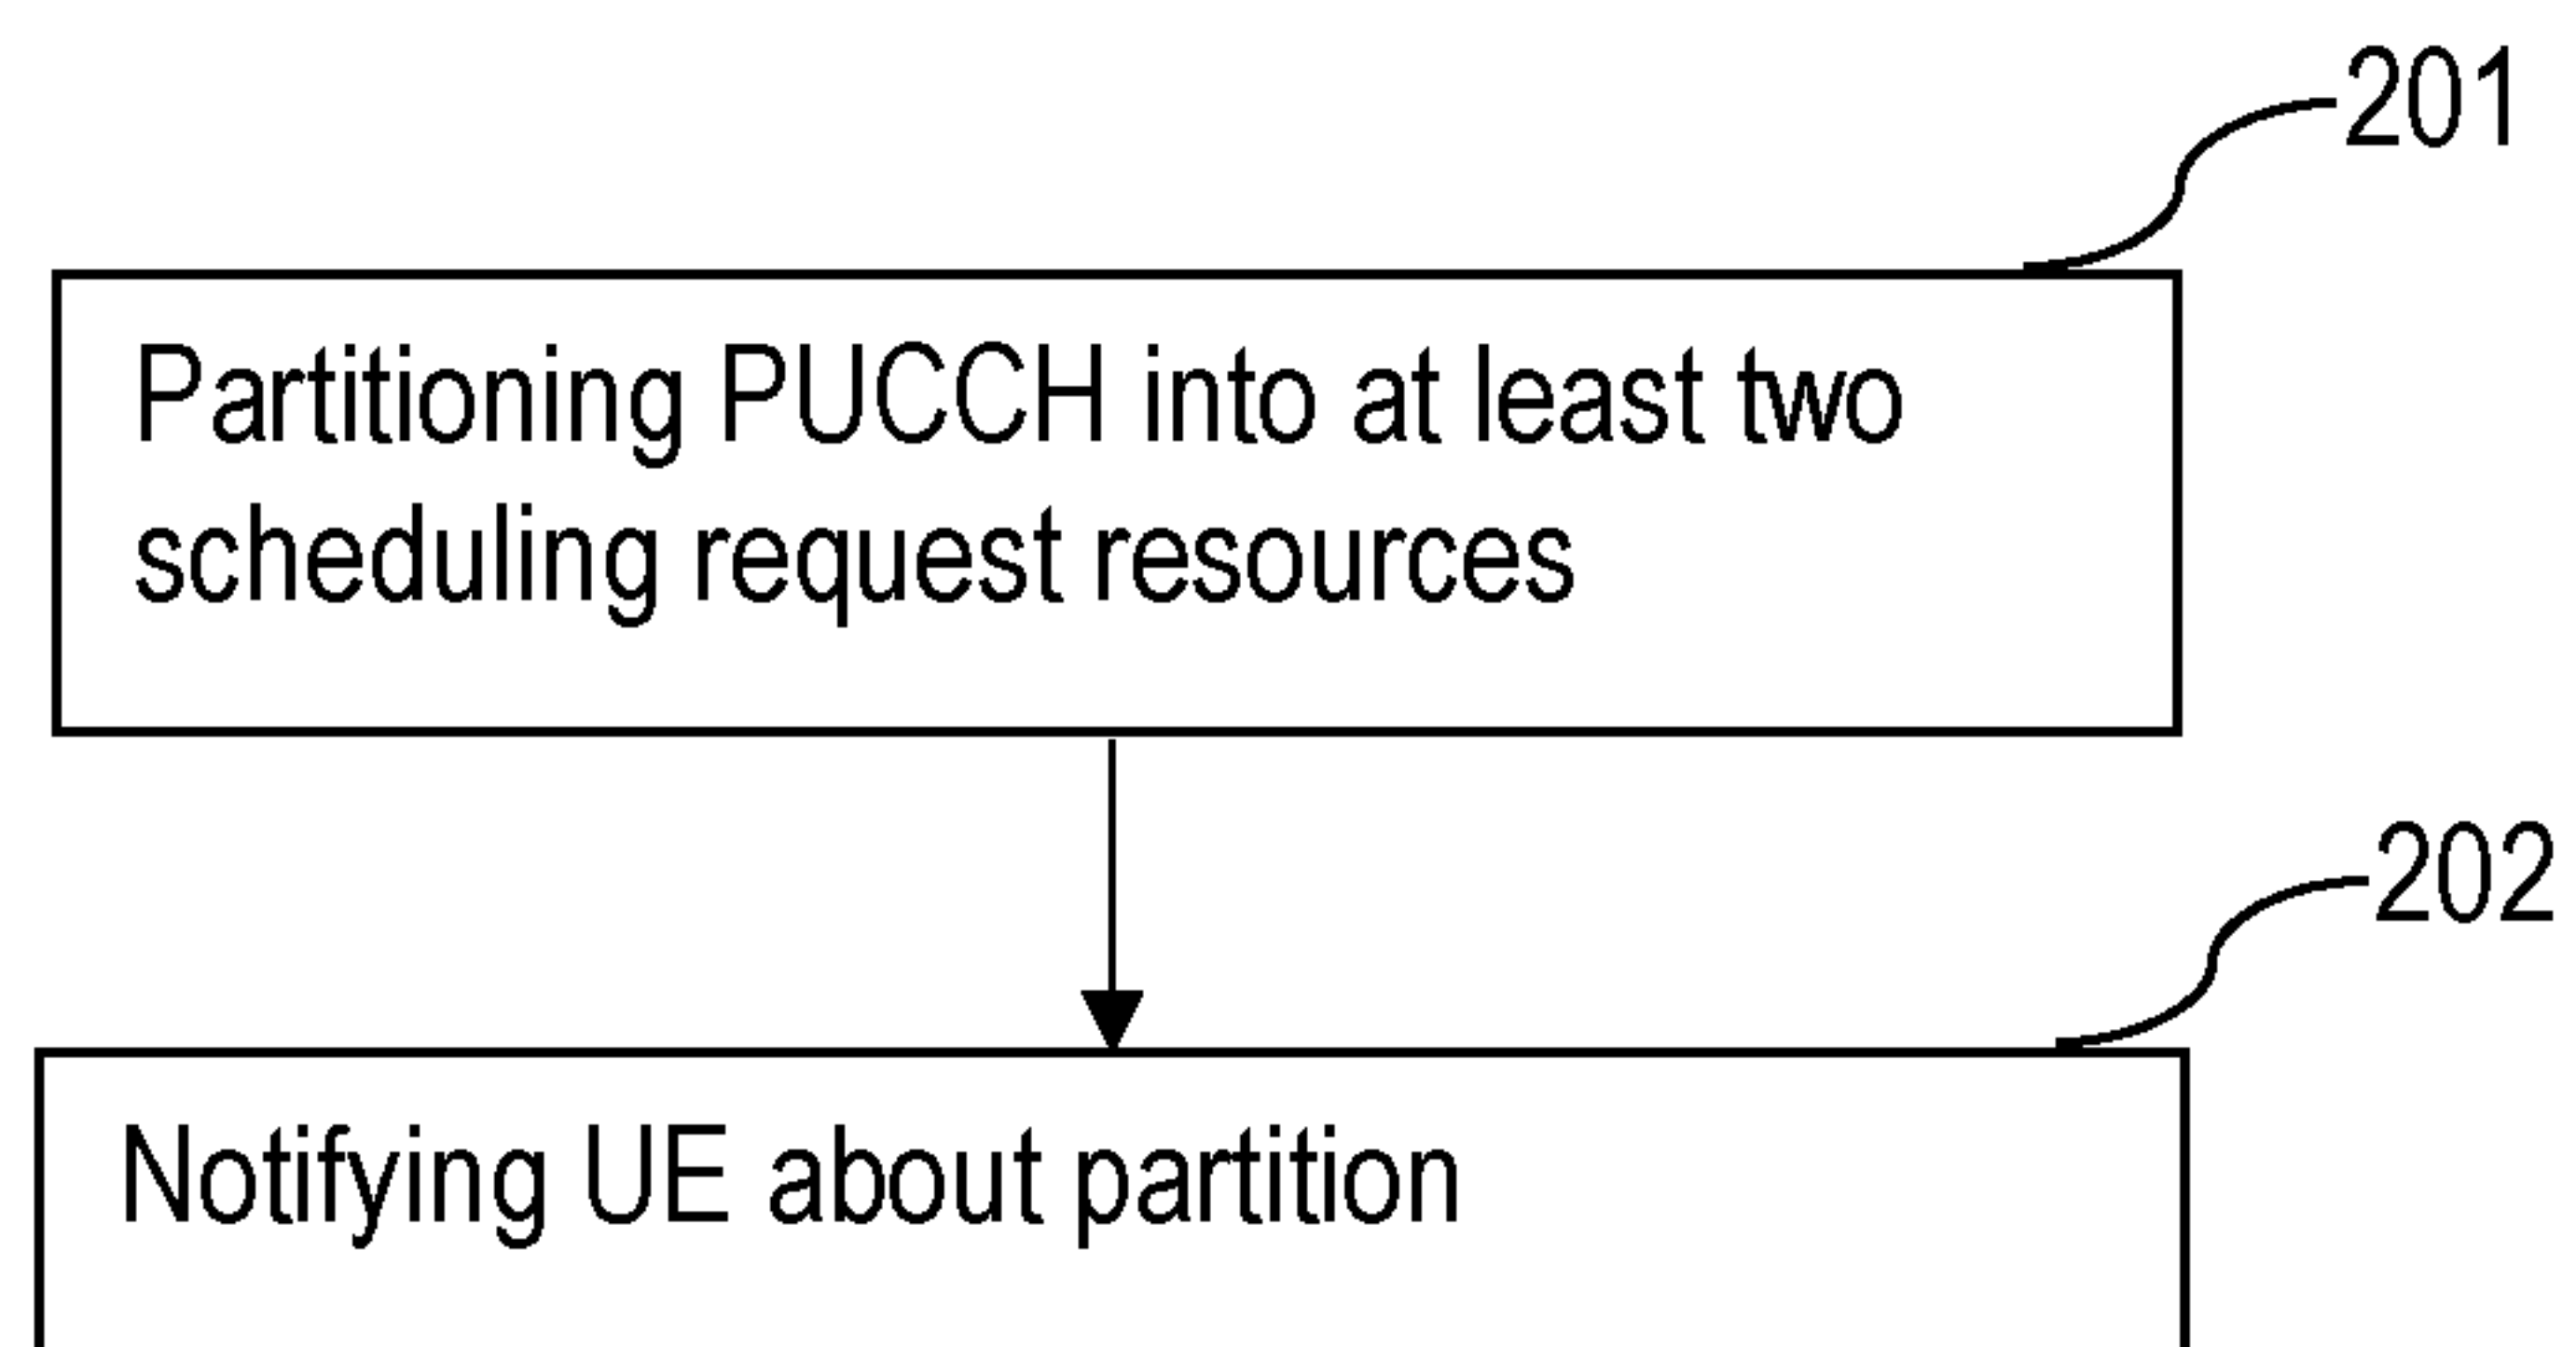 201
Partitioning PUCCH into at least two
scheduling request resources
202
Notifying UE about partition